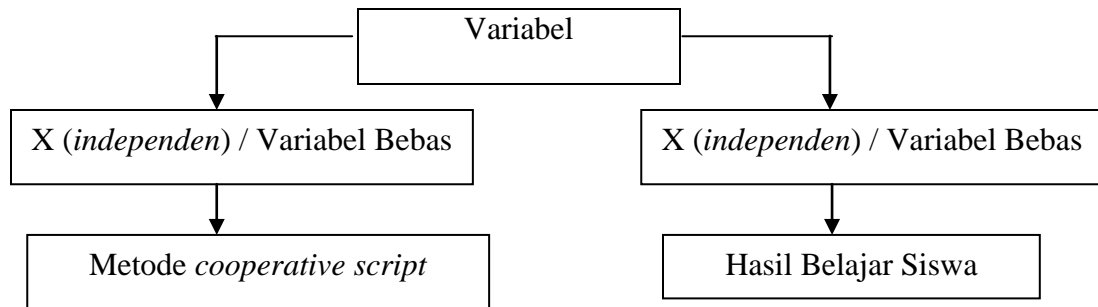 Variabel
X (independen) / Variabel Bebas
X (independen) / Variabel Bebas
Metode cooperative script
Hasil Belajar Siswa